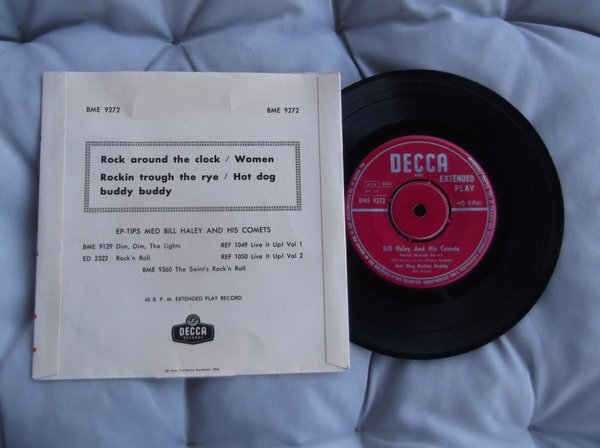 BME 9272 BME 9272
Rock around the clock / Women
Rockin trough the rye / Hot dog
buddy buddy
EP-TIPS MED BILL HALEY AND HIS COMETS
BME 9129 Dim, Dim, The Lights REF 1049 Live It Up! Vol 1
ED 2322 Rock'n Roll REF 1050 Live It Up! Vol 2
BME 9260 The Saint's Rock'n Roll
45 R. P. M. EXTENDED PLAY RECORD
DECCA
RECORDS
DECCA
EXTENDED
PLAY
BME 9272
45 RPM
Bill Haley And His Comets
Hot Dog Buddy Buddy